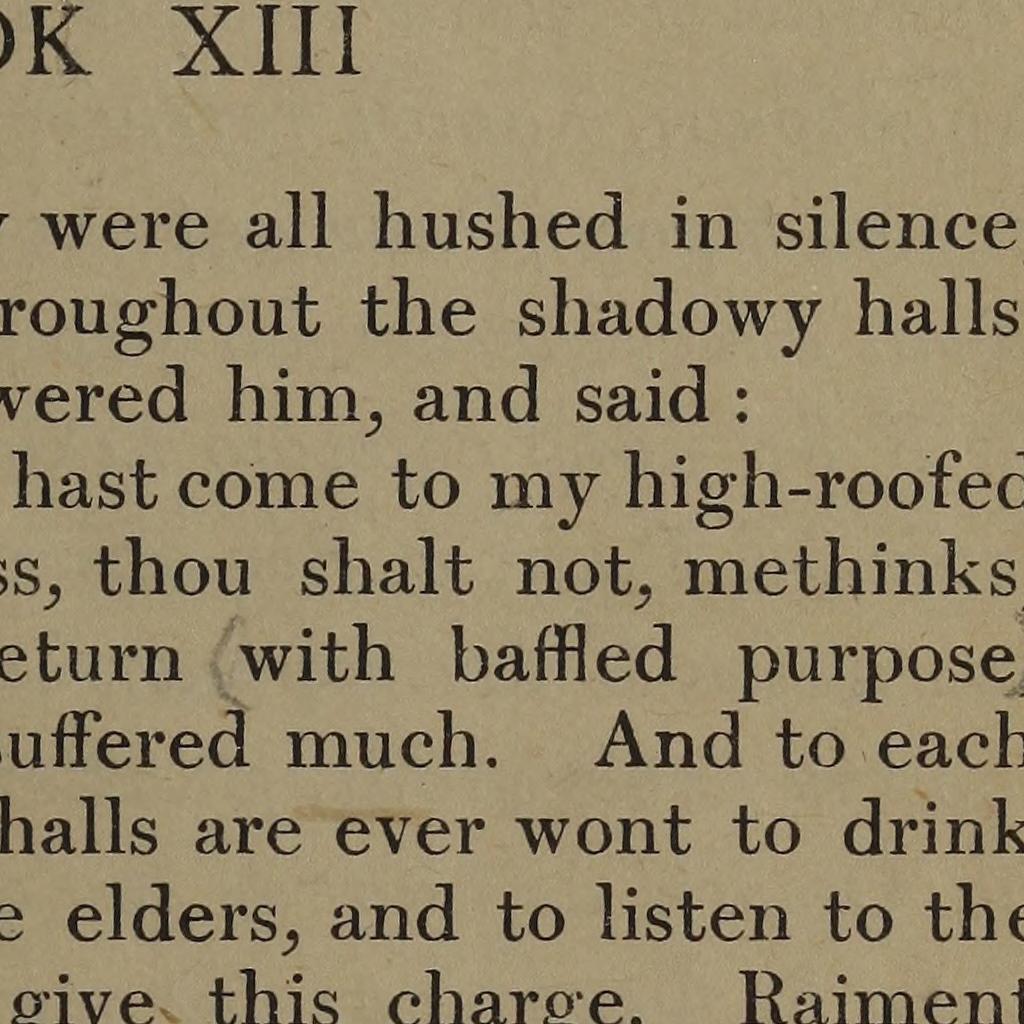 OK XIII
were all hushed in silence
roughout the shadowy halls
wered him, and said :
hast come to my high-roofed
ss, thou shalt not, methinks
eturn (with baffled purpose)
uffered much. And to each
halls are ever wont to drink
e elders, and to listen to the
give this charge. Raiment